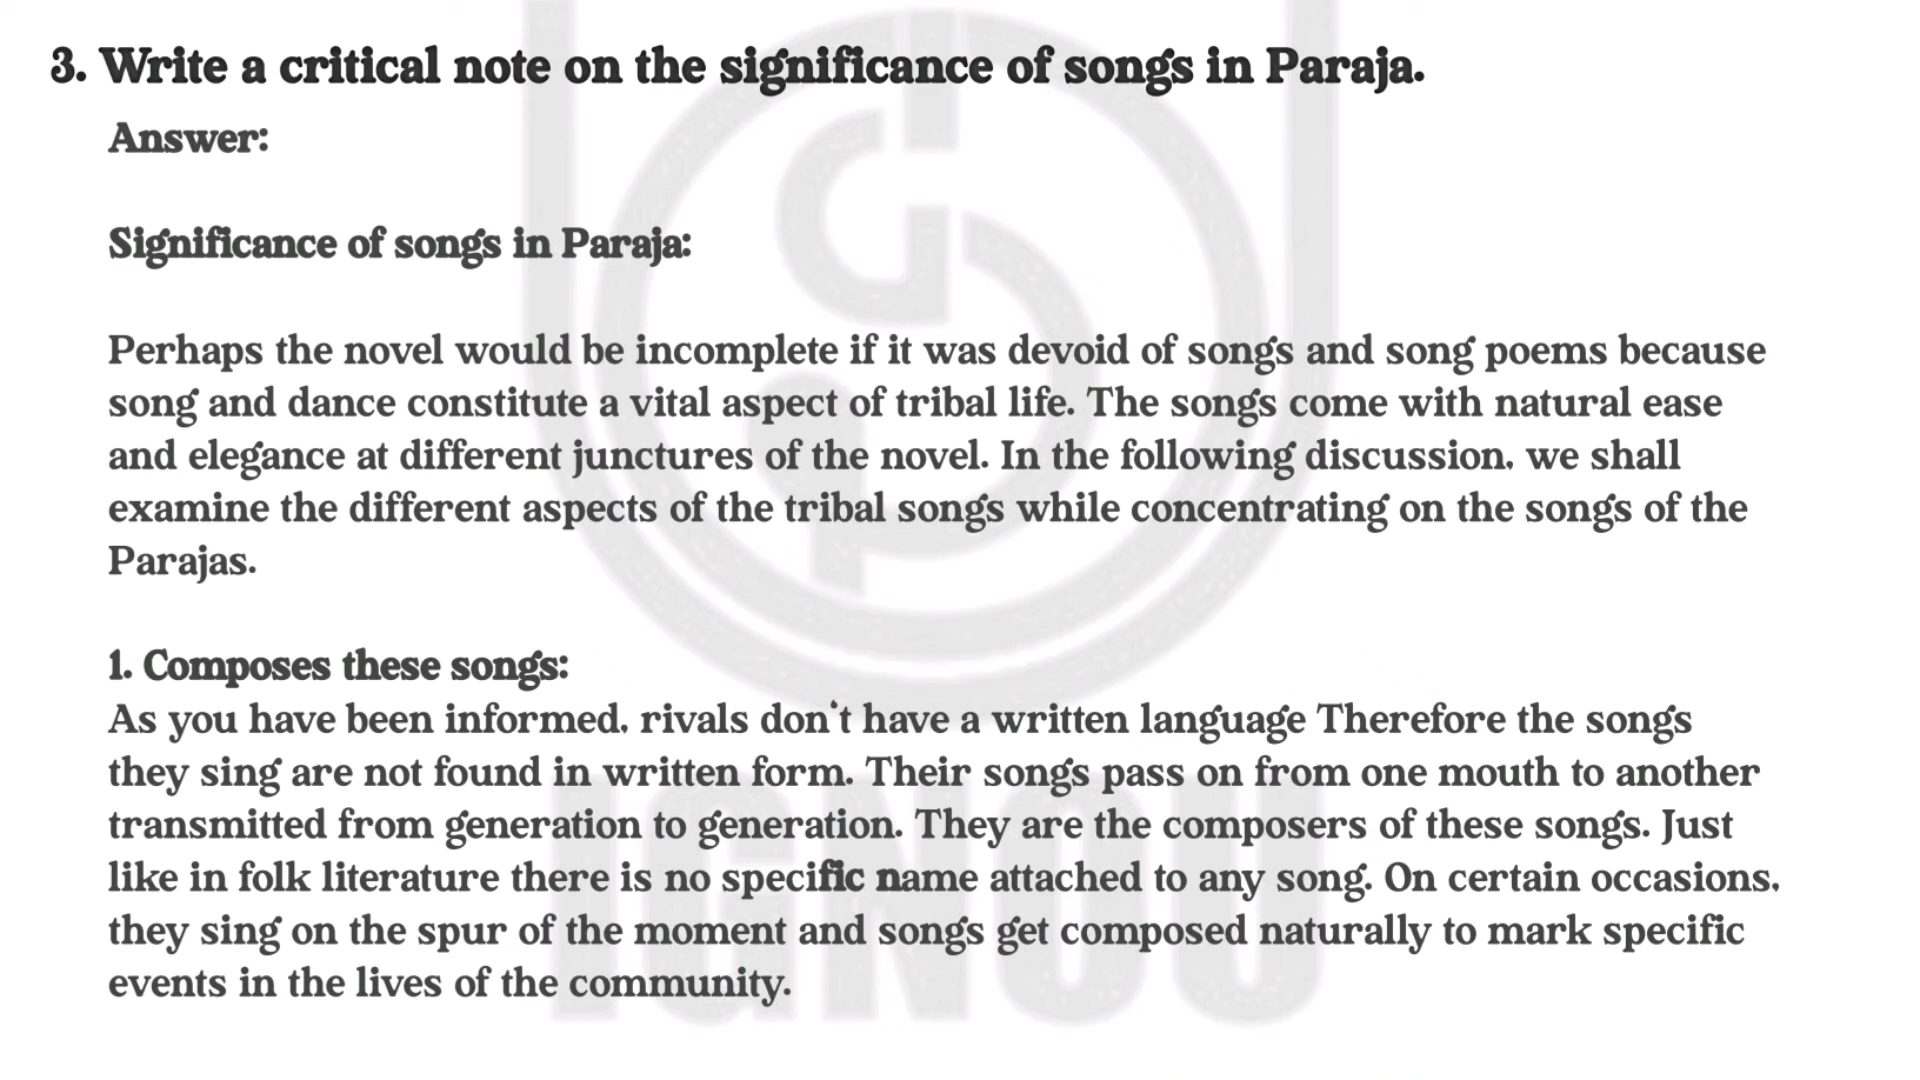 3. Write a critical note on the significance of songs in Paraja.
Answer:
Significance of songs in Paraja:
Perhaps the novel would be incomplete if it was devoid of songs and song poems because
song and dance constitute a vital aspect of tribal life. The songs come with natural ease
and elegance at different junctures of the novel. In the following discussion, we shall
examine the different aspects of the tribal songs while concentrating on the songs of the
Parajas.
1. Composes these songs:
As you have been informed, rivals don't have a written language Therefore the songs
they sing are not found in written form. Their songs pass on from one mouth to another
transmitted from generation to generation. They are the composers of these songs. Just
like in folk literature there is no specific name attached to any song. On certain occasions,
they sing on the spur of the moment and songs get composed naturally to mark specific
events in the lives of the community.
IGNOU